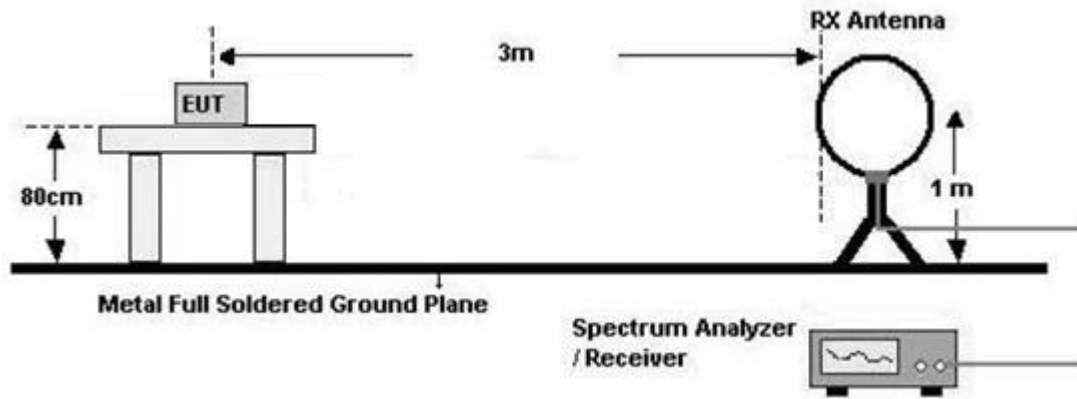 RX Antenna
3m
EUT
80cm
1 m
Metal Full Soldered Ground Plane
Spectrum Analyzer
/ Receiver